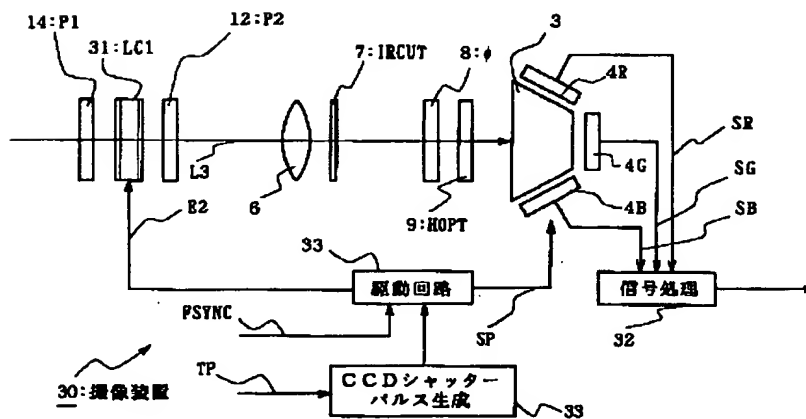 14:P1
31:LC1
12:P2
7:IRCUT
8:φ
3
4R
4G
4B
SR
SG
SB
L3
6
9:HOPT
E2
33
駆動回路
信号処理
32
FSYNC
SP
30:撮像装置
TP
CCDシャッター
パルス生成
33